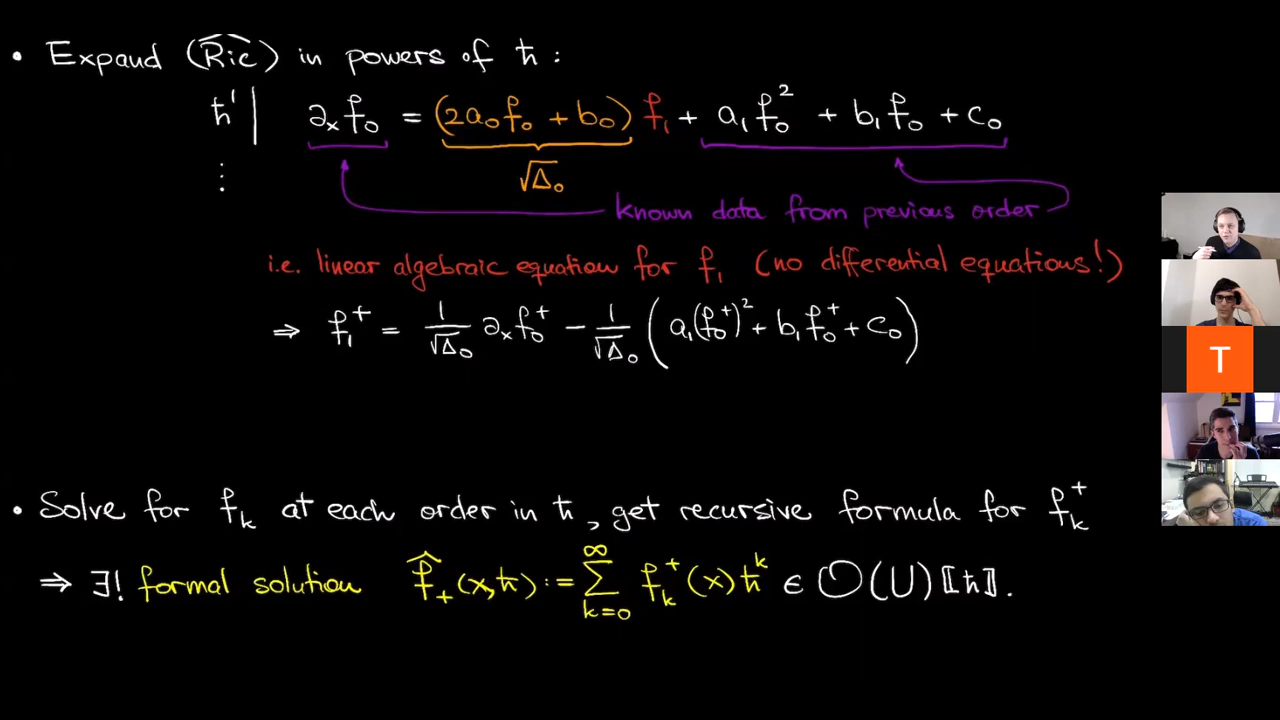 • Expand (R̂ic) in powers of ħ :
ħ¹ | ∂ₓf₀ = (2a₀f₀ + b₀) f₁ + a₁f₀² + b₁f₀ + c₀
⋮ √Δ₀
known data from previous order
i.e. linear algebraic equation for f₁ (no differential equations!)
⇒ f₁⁺ = 1/√Δ₀ ∂ₓf₀⁺ − 1/√Δ₀ (a₁(f₀⁺)² + b₁f₀⁺ + c₀)
• Solve for fₖ at each order in ħ, get recursive formula for fₖ⁺
⇒ ∃! formal solution f̂₊(x,ħ) := ∑_{k=0}^{∞} fₖ⁺(x)ħᵏ ∈ O(U)⟦ħ⟧.
T